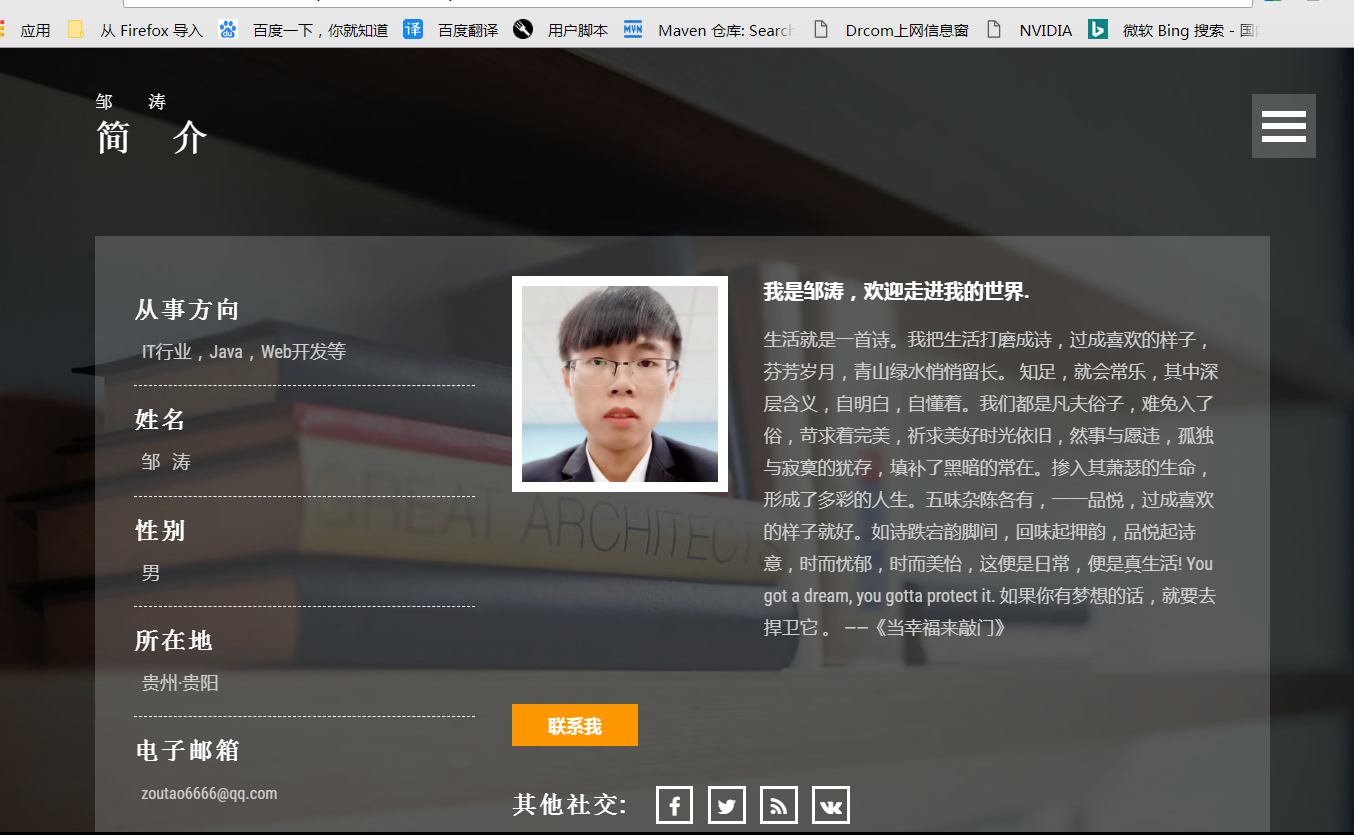 应用 从 Firefox 导入 百度一下，你就知道 译 百度翻译 用户脚本 MVN Maven 仓库: Search Drcom上网信息窗 NVIDIA 微软 Bing 搜索 - 国
邹 涛
简 介
从事方向
IT行业，Java，Web开发等
姓名
邹 涛
性别
男
所在地
贵州·贵阳
电子邮箱
zoutao6666@qq.com
我是邹涛，欢迎走进我的世界.
生活就是一首诗。我把生活打磨成诗，过成喜欢的样子，
芬芳岁月，青山绿水悄悄留长。 知足，就会常乐，其中深
层含义，自明白，自懂着。我们都是凡夫俗子，难免入了
俗，苛求着完美，祈求美好时光依旧，然事与愿违，孤独
与寂寞的犹存，填补了黑暗的常在。掺入其萧瑟的生命，
形成了多彩的人生。五味杂陈各有，一一品悦，过成喜欢
的样子就好。如诗跌宕韵脚间，回味起押韵，品悦起诗
意，时而忧郁，时而美怡，这便是日常，便是真生活! You
got a dream, you gotta protect it. 如果你有梦想的话，就要去
捍卫它 。 ——《当幸福来敲门》
GREAT ARCHITECTS
联系我
其他社交: